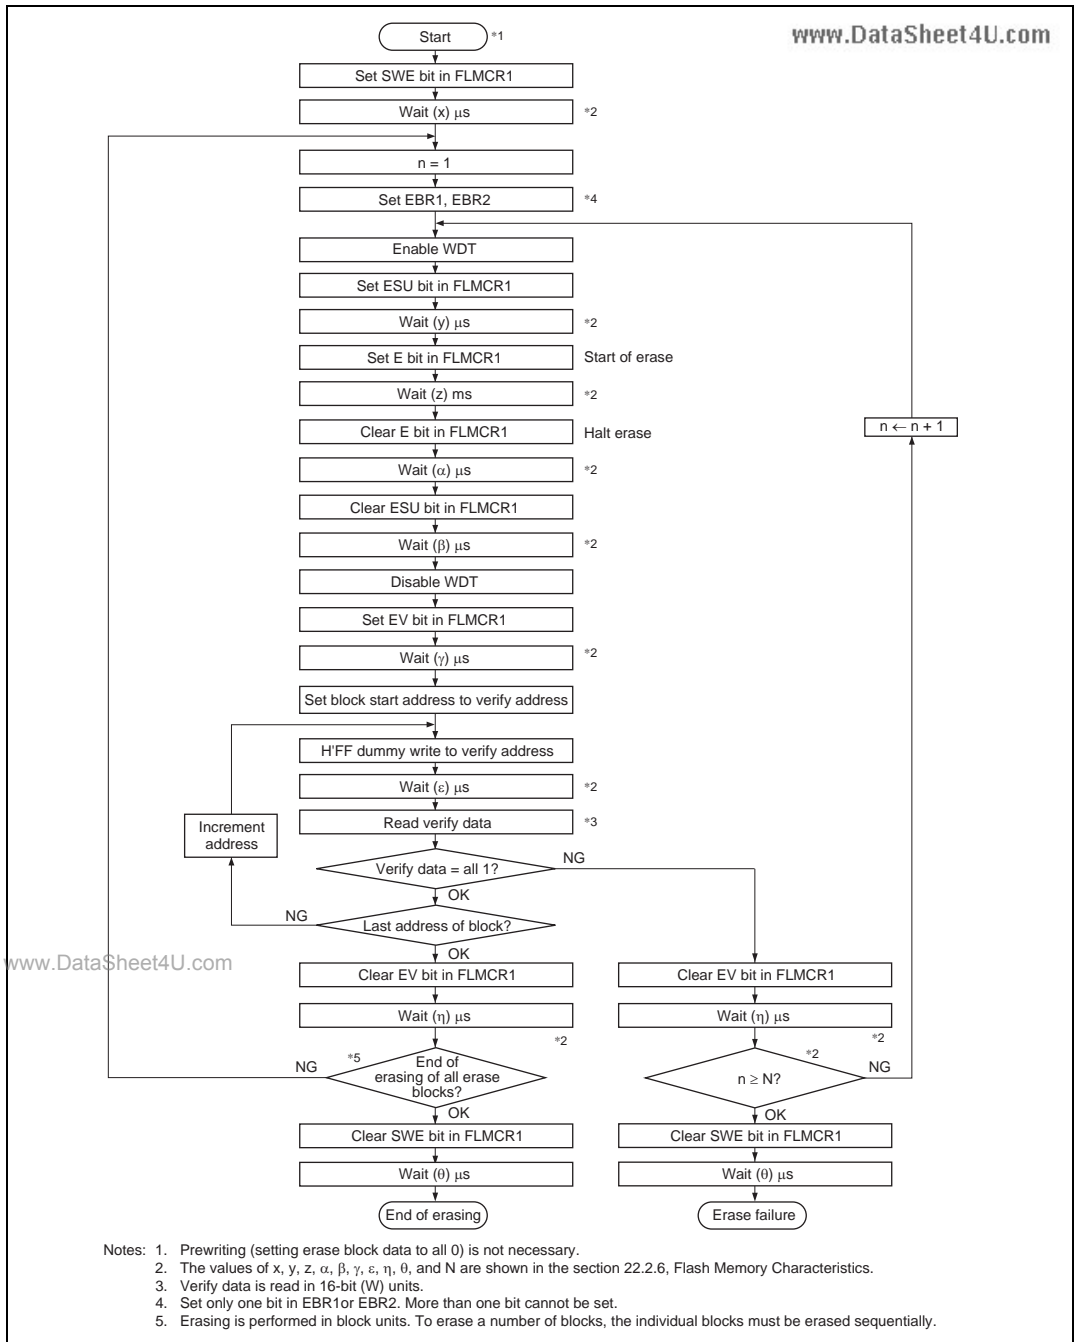 www.DataSheet4U.com
Start *1
Set SWE bit in FLMCR1
Wait (x) μs *2
n = 1
Set EBR1, EBR2 *4
Enable WDT
Set ESU bit in FLMCR1
Wait (y) μs *2
Set E bit in FLMCR1 Start of erase
Wait (z) ms *2
Clear E bit in FLMCR1 Halt erase
n ← n + 1
Wait (α) μs *2
Clear ESU bit in FLMCR1
Wait (β) μs *2
Disable WDT
Set EV bit in FLMCR1
Wait (γ) μs *2
Set block start address to verify address
H'FF dummy write to verify address
Wait (ε) μs *2
Increment
address
Read verify data *3
Verify data = all 1?
NG
OK
NG
Last address of block?
OK
www.DataSheet4U.com
Clear EV bit in FLMCR1
Clear EV bit in FLMCR1
Wait (η) μs
Wait (η) μs
*2
*2
NG
*5
End of
erasing of all erase
blocks?
*2
n ≥ N?
NG
OK
OK
Clear SWE bit in FLMCR1
Clear SWE bit in FLMCR1
Wait (θ) μs
Wait (θ) μs
End of erasing
Erase failure
Notes: 1. Prewriting (setting erase block data to all 0) is not necessary.
2. The values of x, y, z, α, β, γ, ε, η, θ, and N are shown in the section 22.2.6, Flash Memory Characteristics.
3. Verify data is read in 16-bit (W) units.
4. Set only one bit in EBR1or EBR2. More than one bit cannot be set.
5. Erasing is performed in block units. To erase a number of blocks, the individual blocks must be erased sequentially.